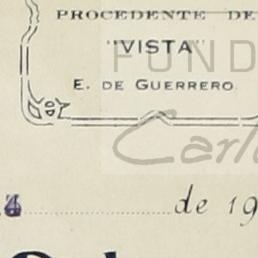 PROCEDENTE DE
"VISTA"
FUND
E. DE GUERRERO
Carl
de 19